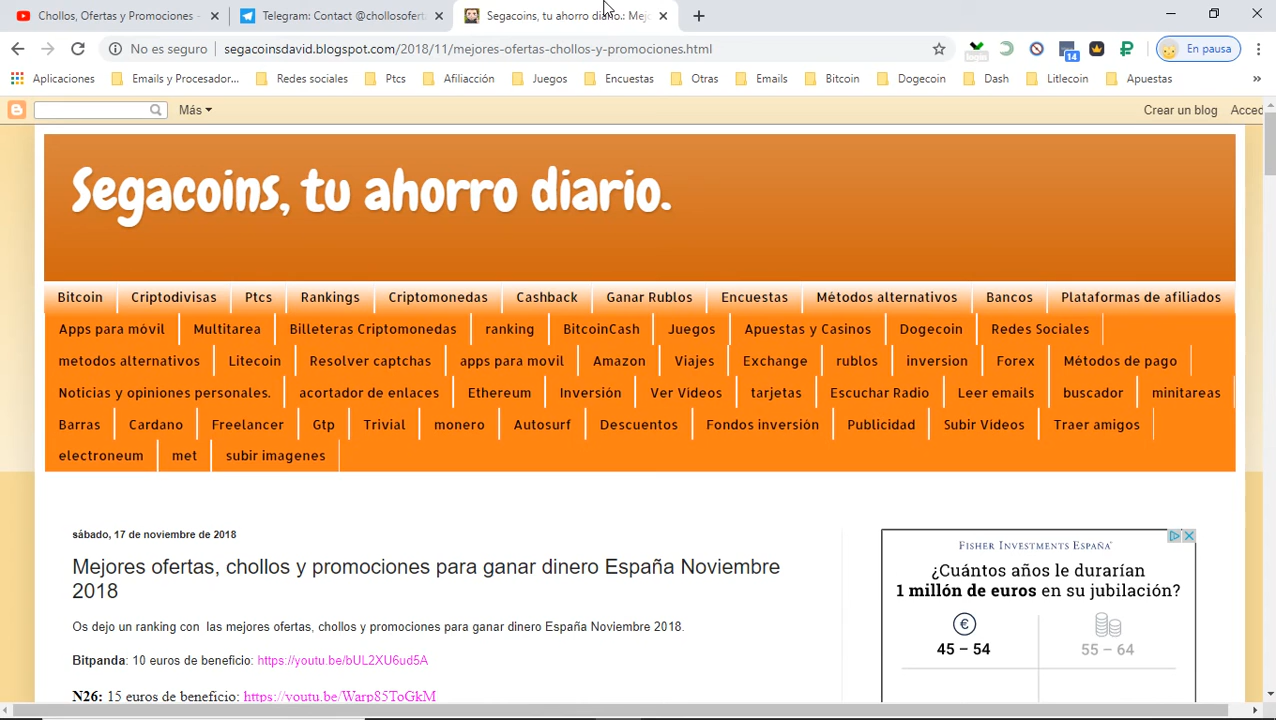 Chollos, Ofertas y Promociones -
Telegram: Contact @chollosofert
Segacoins, tu ahorro diario.: Mej
No es seguro
segacoinsdavid.blogspot.com/2018/11/mejores-ofertas-chollos-y-promociones.html
14
En pausa
Aplicaciones
Emails y Procesador...
Redes sociales
Ptcs
Afiliación
Juegos
Encuestas
Otras
Emails
Bitcoin
Dogecoin
Dash
Litlecoin
Apuestas
»
Más
Crear un blog
Acced
Segacoins, tu ahorro diario.
Bitcoin Criptodivisas Ptcs Rankings Criptomonedas Cashback Ganar Rublos Encuestas Métodos alternativos Bancos Plataformas de afiliados
Apps para móvil Multitarea Billeteras Criptomonedas ranking BitcoinCash Juegos Apuestas y Casinos Dogecoin Redes Sociales
metodos alternativos Litecoin Resolver captchas apps para movil Amazon Viajes Exchange rublos inversion Forex Métodos de pago
Noticias y opiniones personales. acortador de enlaces Ethereum Inversión Ver Videos tarjetas Escuchar Radio Leer emails buscador minitareas
Barras Cardano Freelancer Gtp Trivial monero Autosurf Descuentos Fondos inversión Publicidad Subir Videos Traer amigos
electroneum met subir imagenes
sábado, 17 de noviembre de 2018
Mejores ofertas, chollos y promociones para ganar dinero España Noviembre
2018
Os dejo un ranking con las mejores ofertas, chollos y promociones para ganar dinero España Noviembre 2018.
Bitpanda: 10 euros de beneficio: https://youtu.be/bUL2XU6ud5A
N26: 15 euros de beneficio: https://youtu.be/Warp85ToGkM
FISHER INVESTMENTS ESPAÑA
¿Cuántos años le durarían
1 millón de euros en su jubilación?
45 – 54
55 – 64